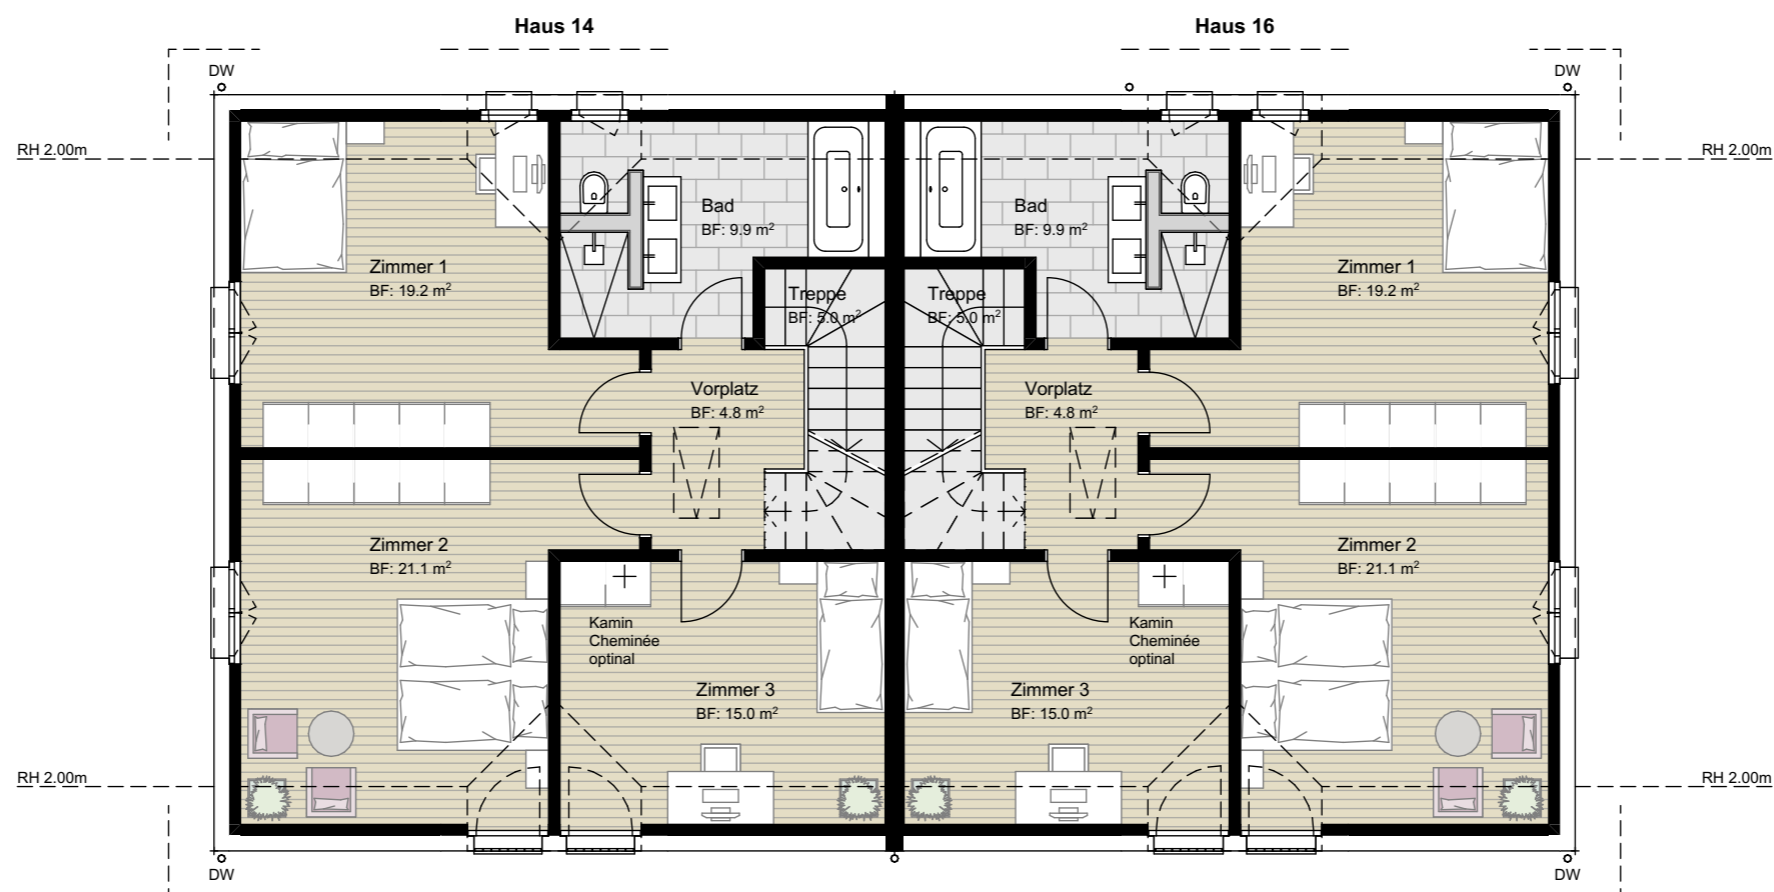 Haus 14
Haus 16
DW
DW
RH 2.00m
RH 2.00m
Bad
BF: 9.9 m²
Bad
BF: 9.9 m²
Zimmer 1
BF: 19.2 m²
Treppe
BF: 5.0 m²
Treppe
BF: 5.0 m²
Zimmer 1
BF: 19.2 m²
Vorplatz
BF: 4.8 m²
Vorplatz
BF: 4.8 m²
Zimmer 2
BF: 21.1 m²
Zimmer 2
BF: 21.1 m²
Kamin
Cheminée
optinal
Kamin
Cheminée
optinal
Zimmer 3
BF: 15.0 m²
Zimmer 3
BF: 15.0 m²
RH 2.00m
RH 2.00m
DW
DW